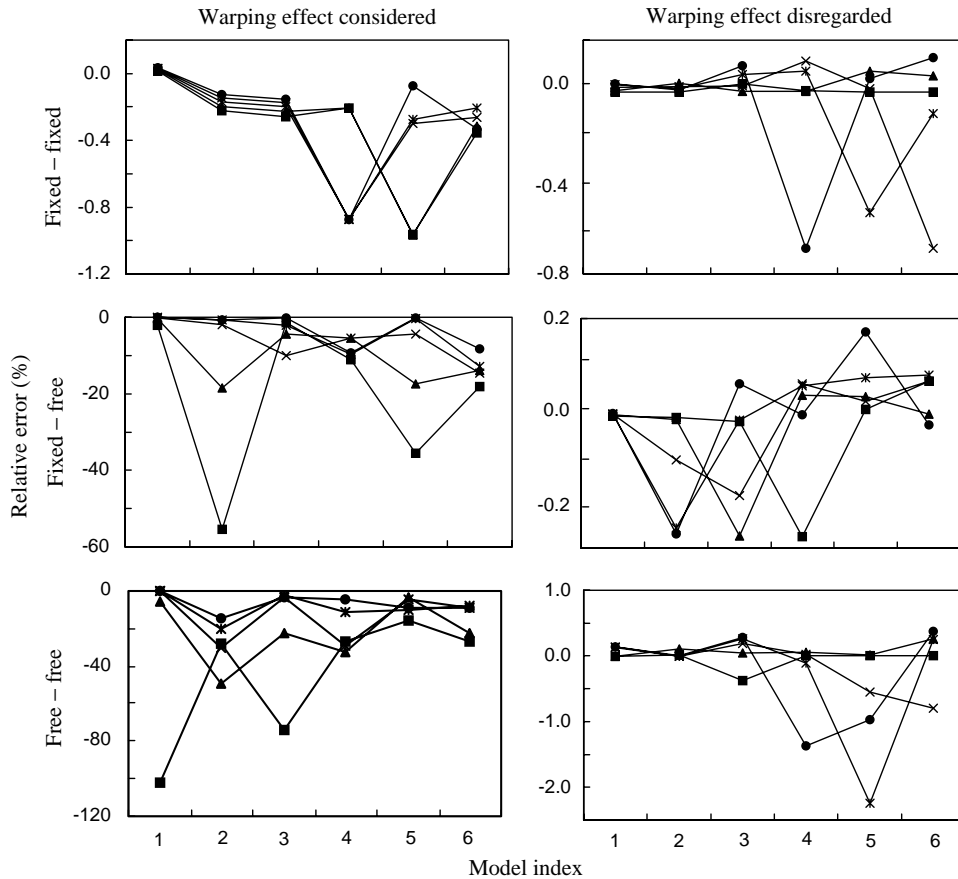 Warping effect considered
Warping effect disregarded
Fixed – fixed
0.0
-0.4
-0.8
-1.2
0.0
-0.4
-0.8
Relative error (%)
Fixed – free
0
-20
-40
-60
0.2
0.0
-0.2
Free – free
0
-40
-80
-120
1.0
0.0
-1.0
-2.0
1 2 3 4 5 6
1 2 3 4 5 6
Model index